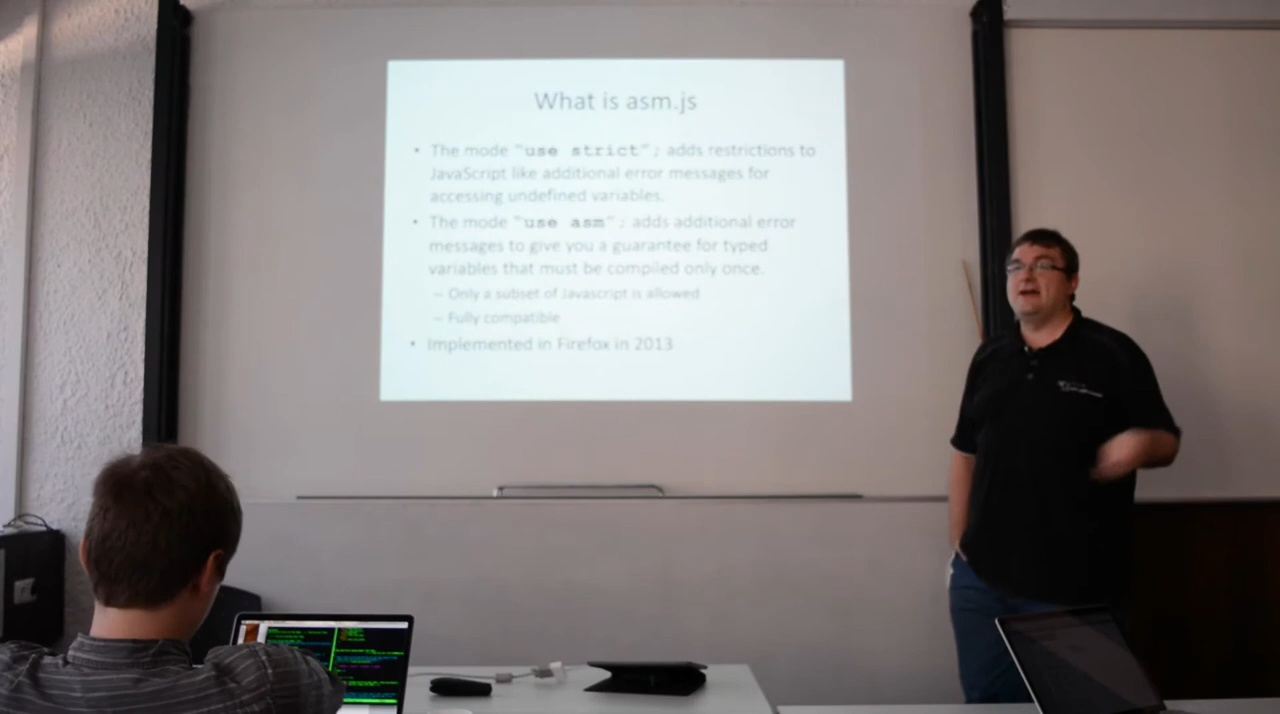 What is asm.js
• The mode "use strict"; adds restrictions to
JavaScript like additional error messages for
accessing undefined variables.
• The mode "use asm"; adds additional error
messages to give you a guarantee for typed
variables that must be compiled only once.
– Only a subset of Javascript is allowed
– Fully compatible
• Implemented in Firefox in 2013